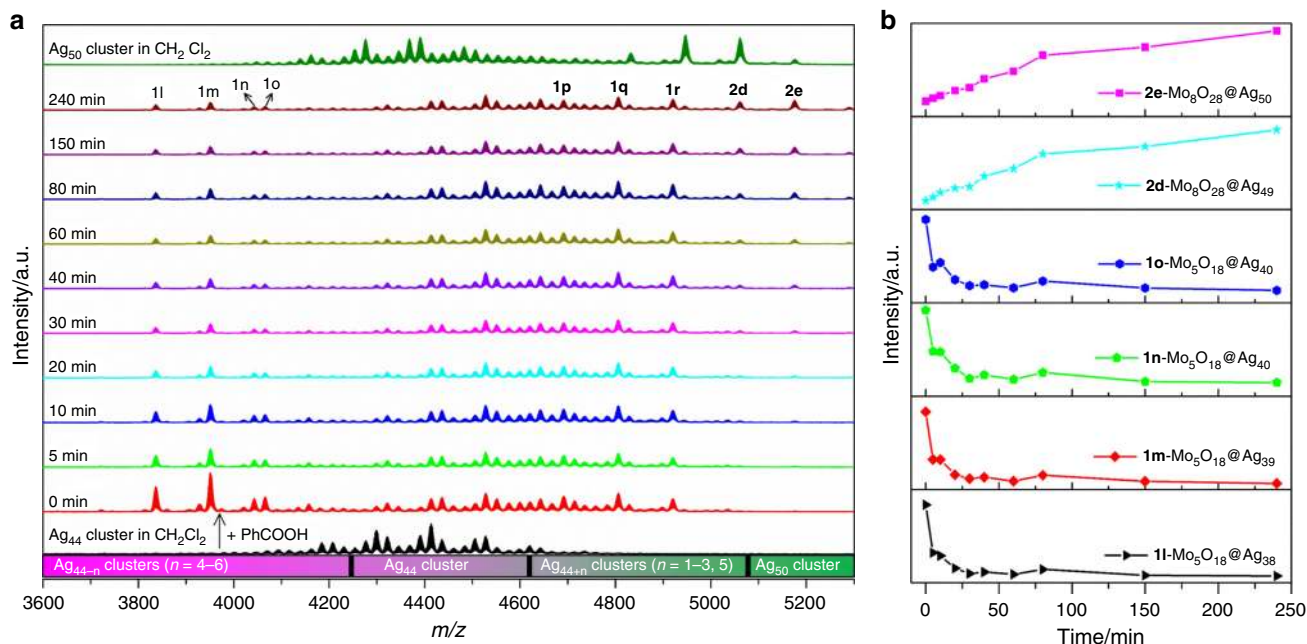 a
Ag50 cluster in CH2 Cl2
240 min
1l
1m
1n
1o
1p
1q
1r
2d
2e
150 min
80 min
60 min
40 min
30 min
20 min
10 min
5 min
0 min
Ag44 cluster in CH2Cl2
+ PhCOOH
Ag44–n clusters (n = 4–6)
Ag44 cluster
Ag44+n clusters (n = 1–3, 5)
Ag50 cluster
3600
3800
4000
4200
4400
4600
4800
5000
5200
m/z
Intensity/a.u.
b
2e-Mo8O28@Ag50
2d-Mo8O28@Ag49
1o-Mo5O18@Ag40
1n-Mo5O18@Ag40
1m-Mo5O18@Ag39
1l-Mo5O18@Ag38
0
50
100
150
200
250
Time/min
Intensity/a.u.